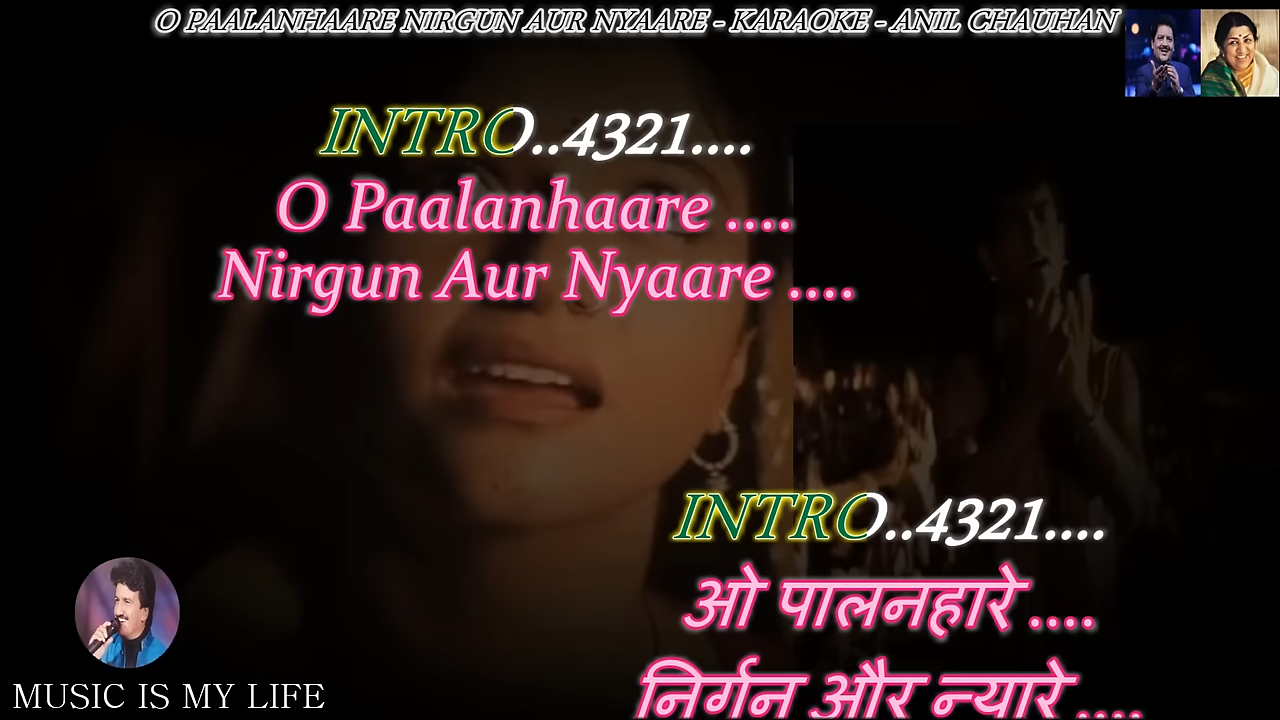 O PAALANHAARE NIRGUN AUR NYAARE - KARAOKE - ANIL CHAUHAN
INTRO..4321....
O Paalanhaare ....
Nirgun Aur Nyaare ....
INTRO..4321....
ओ पालनहारे ....
निर्गन और न्यारे ....
MUSIC IS MY LIFE